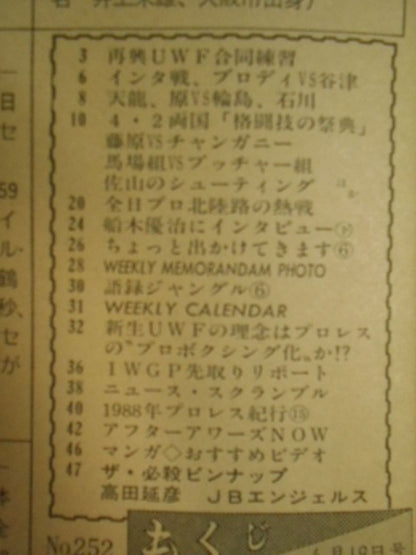 3 再興UWF合同練習
6 インタ戦、ブロディVS谷津
8 天龍、原VS輪島、石川
10 4・2両国「格闘技の祭典」
藤原VSチャンガニー
馬場組VSブッチャー組
佐山のシューティング ほか
20 全日プロ北陸路の熱戦
24 船木優治にインタビュー
26 ちょっと出かけてきます⑥
28 WEEKLY MEMORANDAM PHOTO
30 語録ジャングル⑥
31 WEEKLY CALENDAR
32 新生UWFの理念はプロレス
の〝プロボクシング化〟か!?
36 IWGP先取りリポート
38 ニュース・スクランブル
40 1988年プロレス紀行⑮
42 アフターアワーズNOW
46 マンガ◇おすすめビデオ
47 ザ・必殺ピンナップ
高田延彦 JBエンジェルス
No.252 もくじ